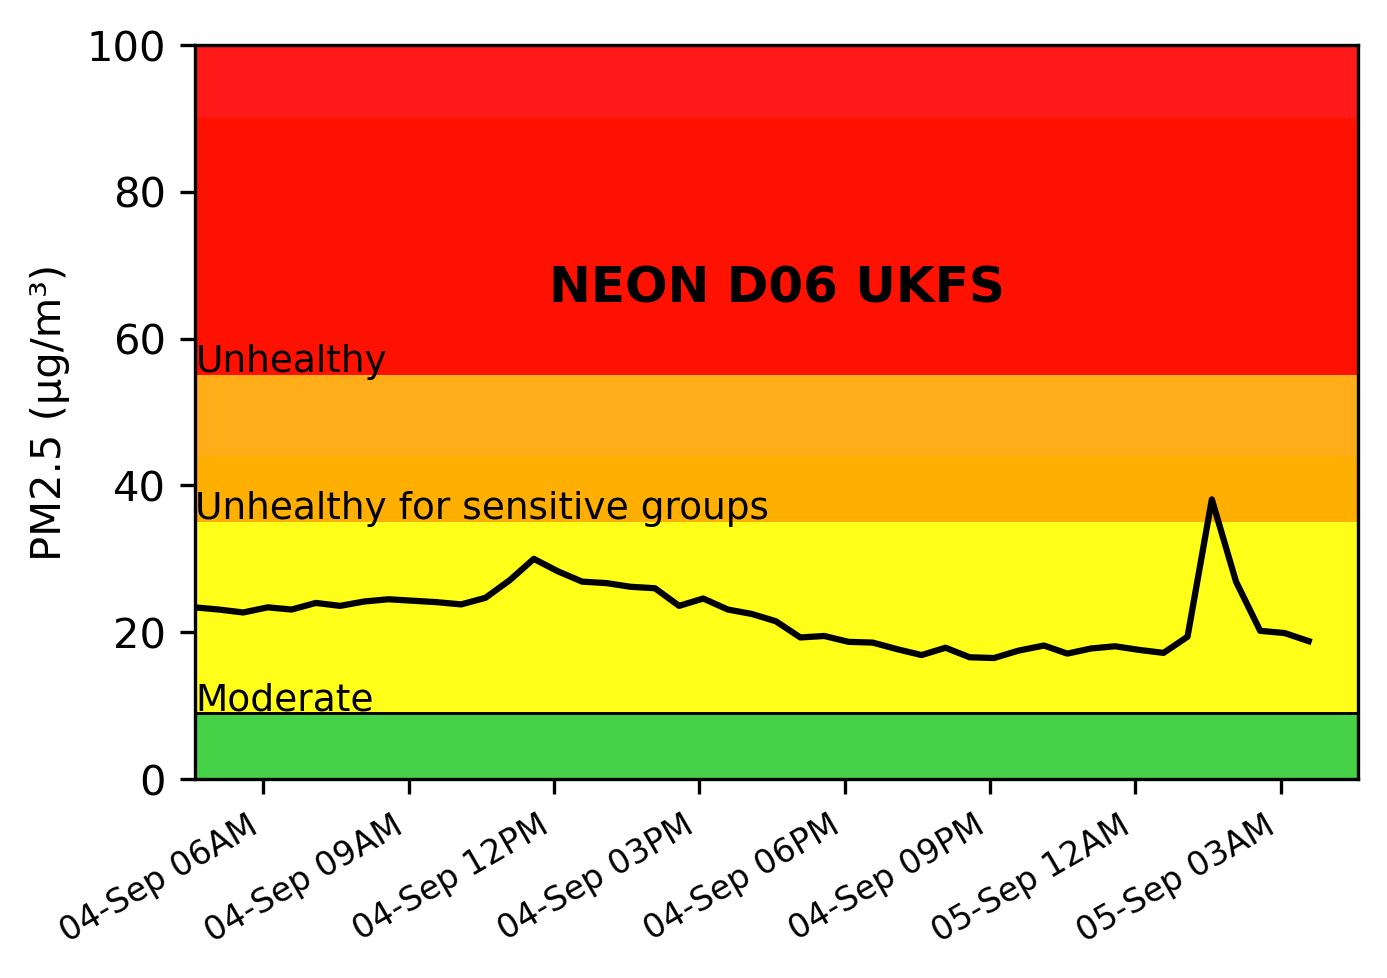 100
80
60
40
20
0
PM2.5 (µg/m³)
NEON D06 UKFS
Unhealthy
Unhealthy for sensitive groups
Moderate
04-Sep 06AM
04-Sep 09AM
04-Sep 12PM
04-Sep 03PM
04-Sep 06PM
04-Sep 09PM
05-Sep 12AM
05-Sep 03AM